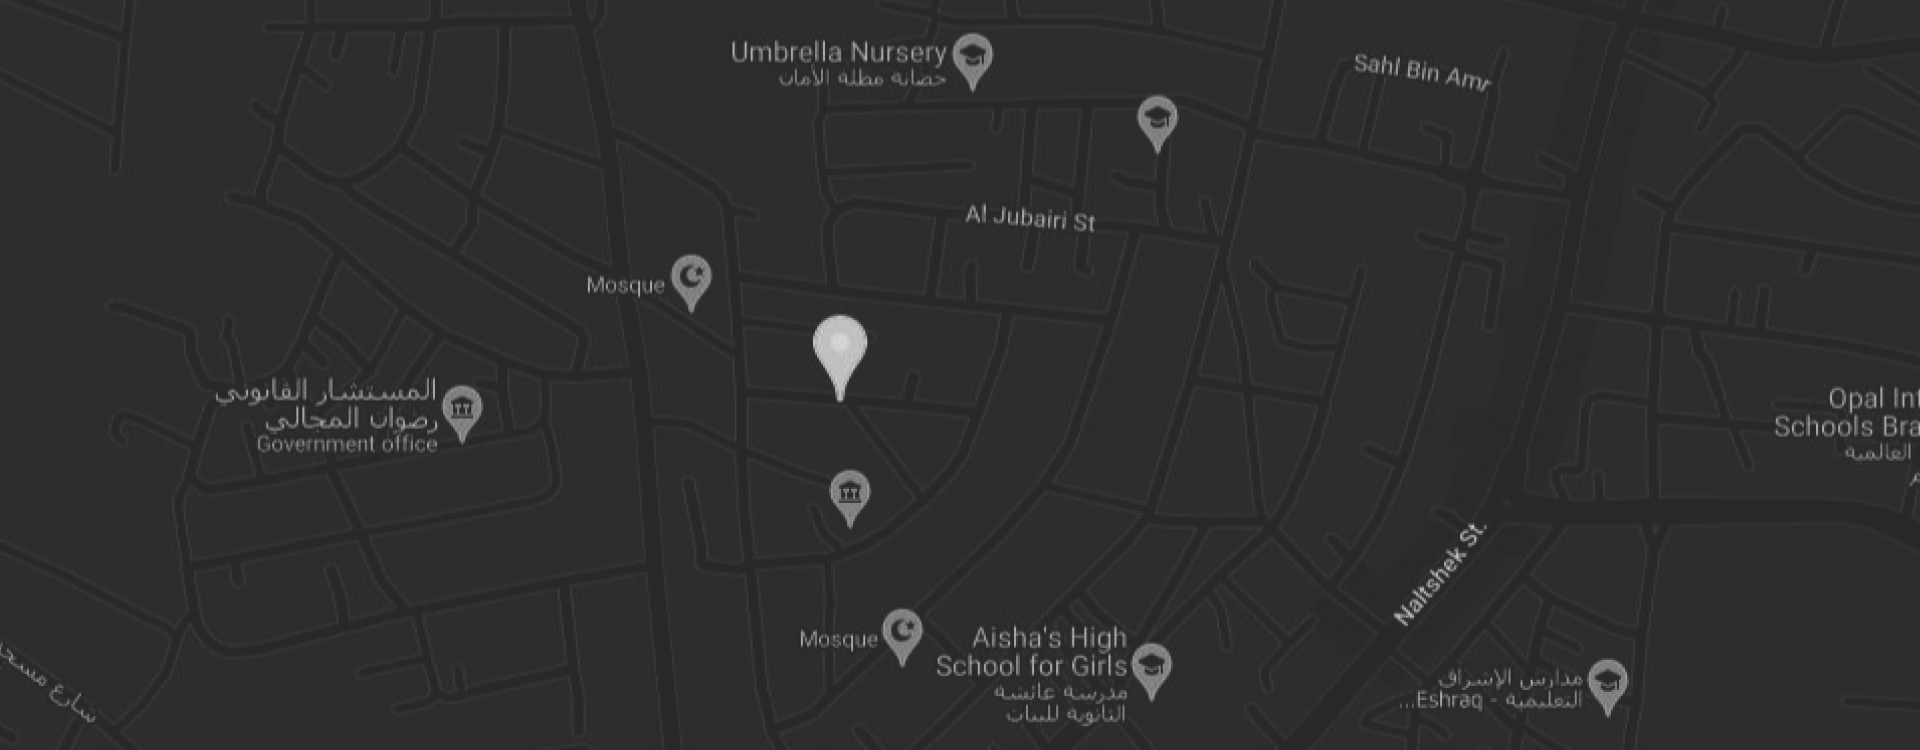 Umbrella Nursery
حضانة مظلة الأمان
Sahl Bin Amr
Al Jubairi St
Mosque
المستشار القانوني
رضوان المجالي
Government office
Opal Int
Schools Bra
العالمية
Naltshek St.
Mosque
Aisha's High
School for Girls
مدرسة عائشة
الثانوية للبنات
مدارس الإشراق
التعليمية - Eshraq...
شارع مسجد